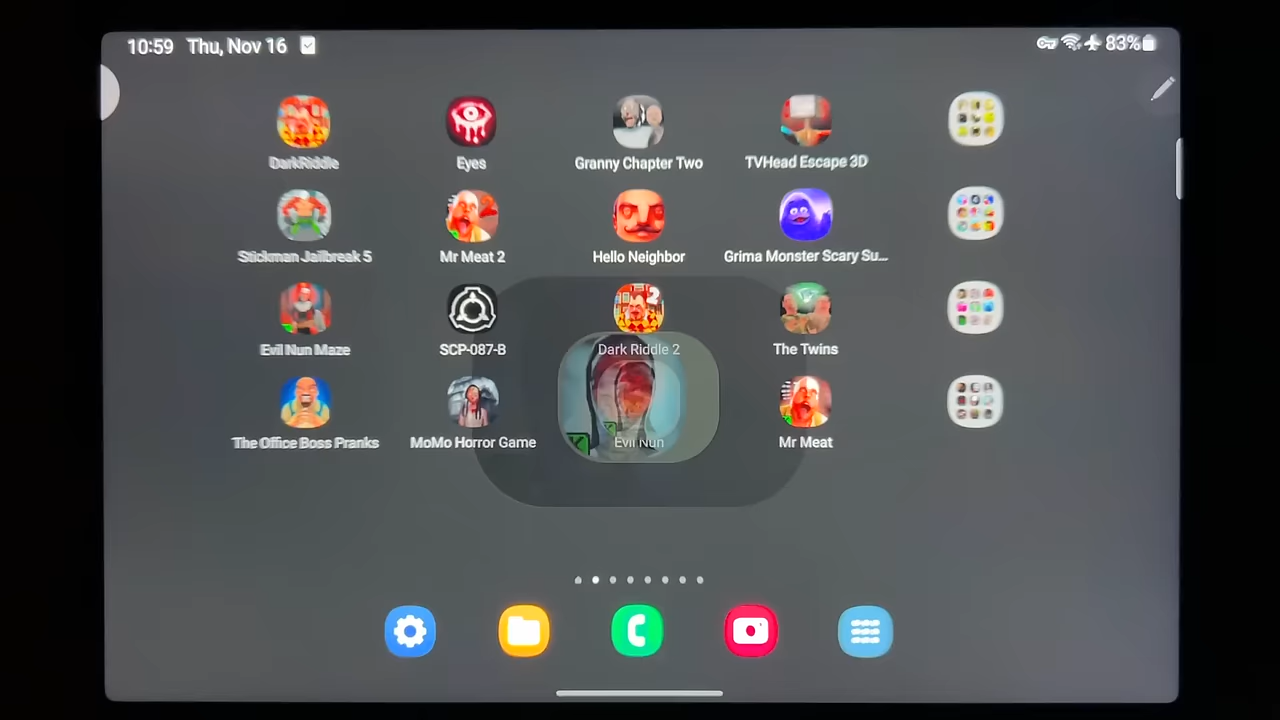 10:59 Thu, Nov 16 83%
DarkRiddle Eyes Granny Chapter Two TVHead Escape 3D
Stickman Jailbreak 5 Mr Meat 2 Hello Neighbor Grima Monster Scary Su...
2
Evil Nun Maze SCP-087-B Dark Riddle 2 The Twins
The Office Boss Pranks MoMo Horror Game Evil Nun Mr Meat